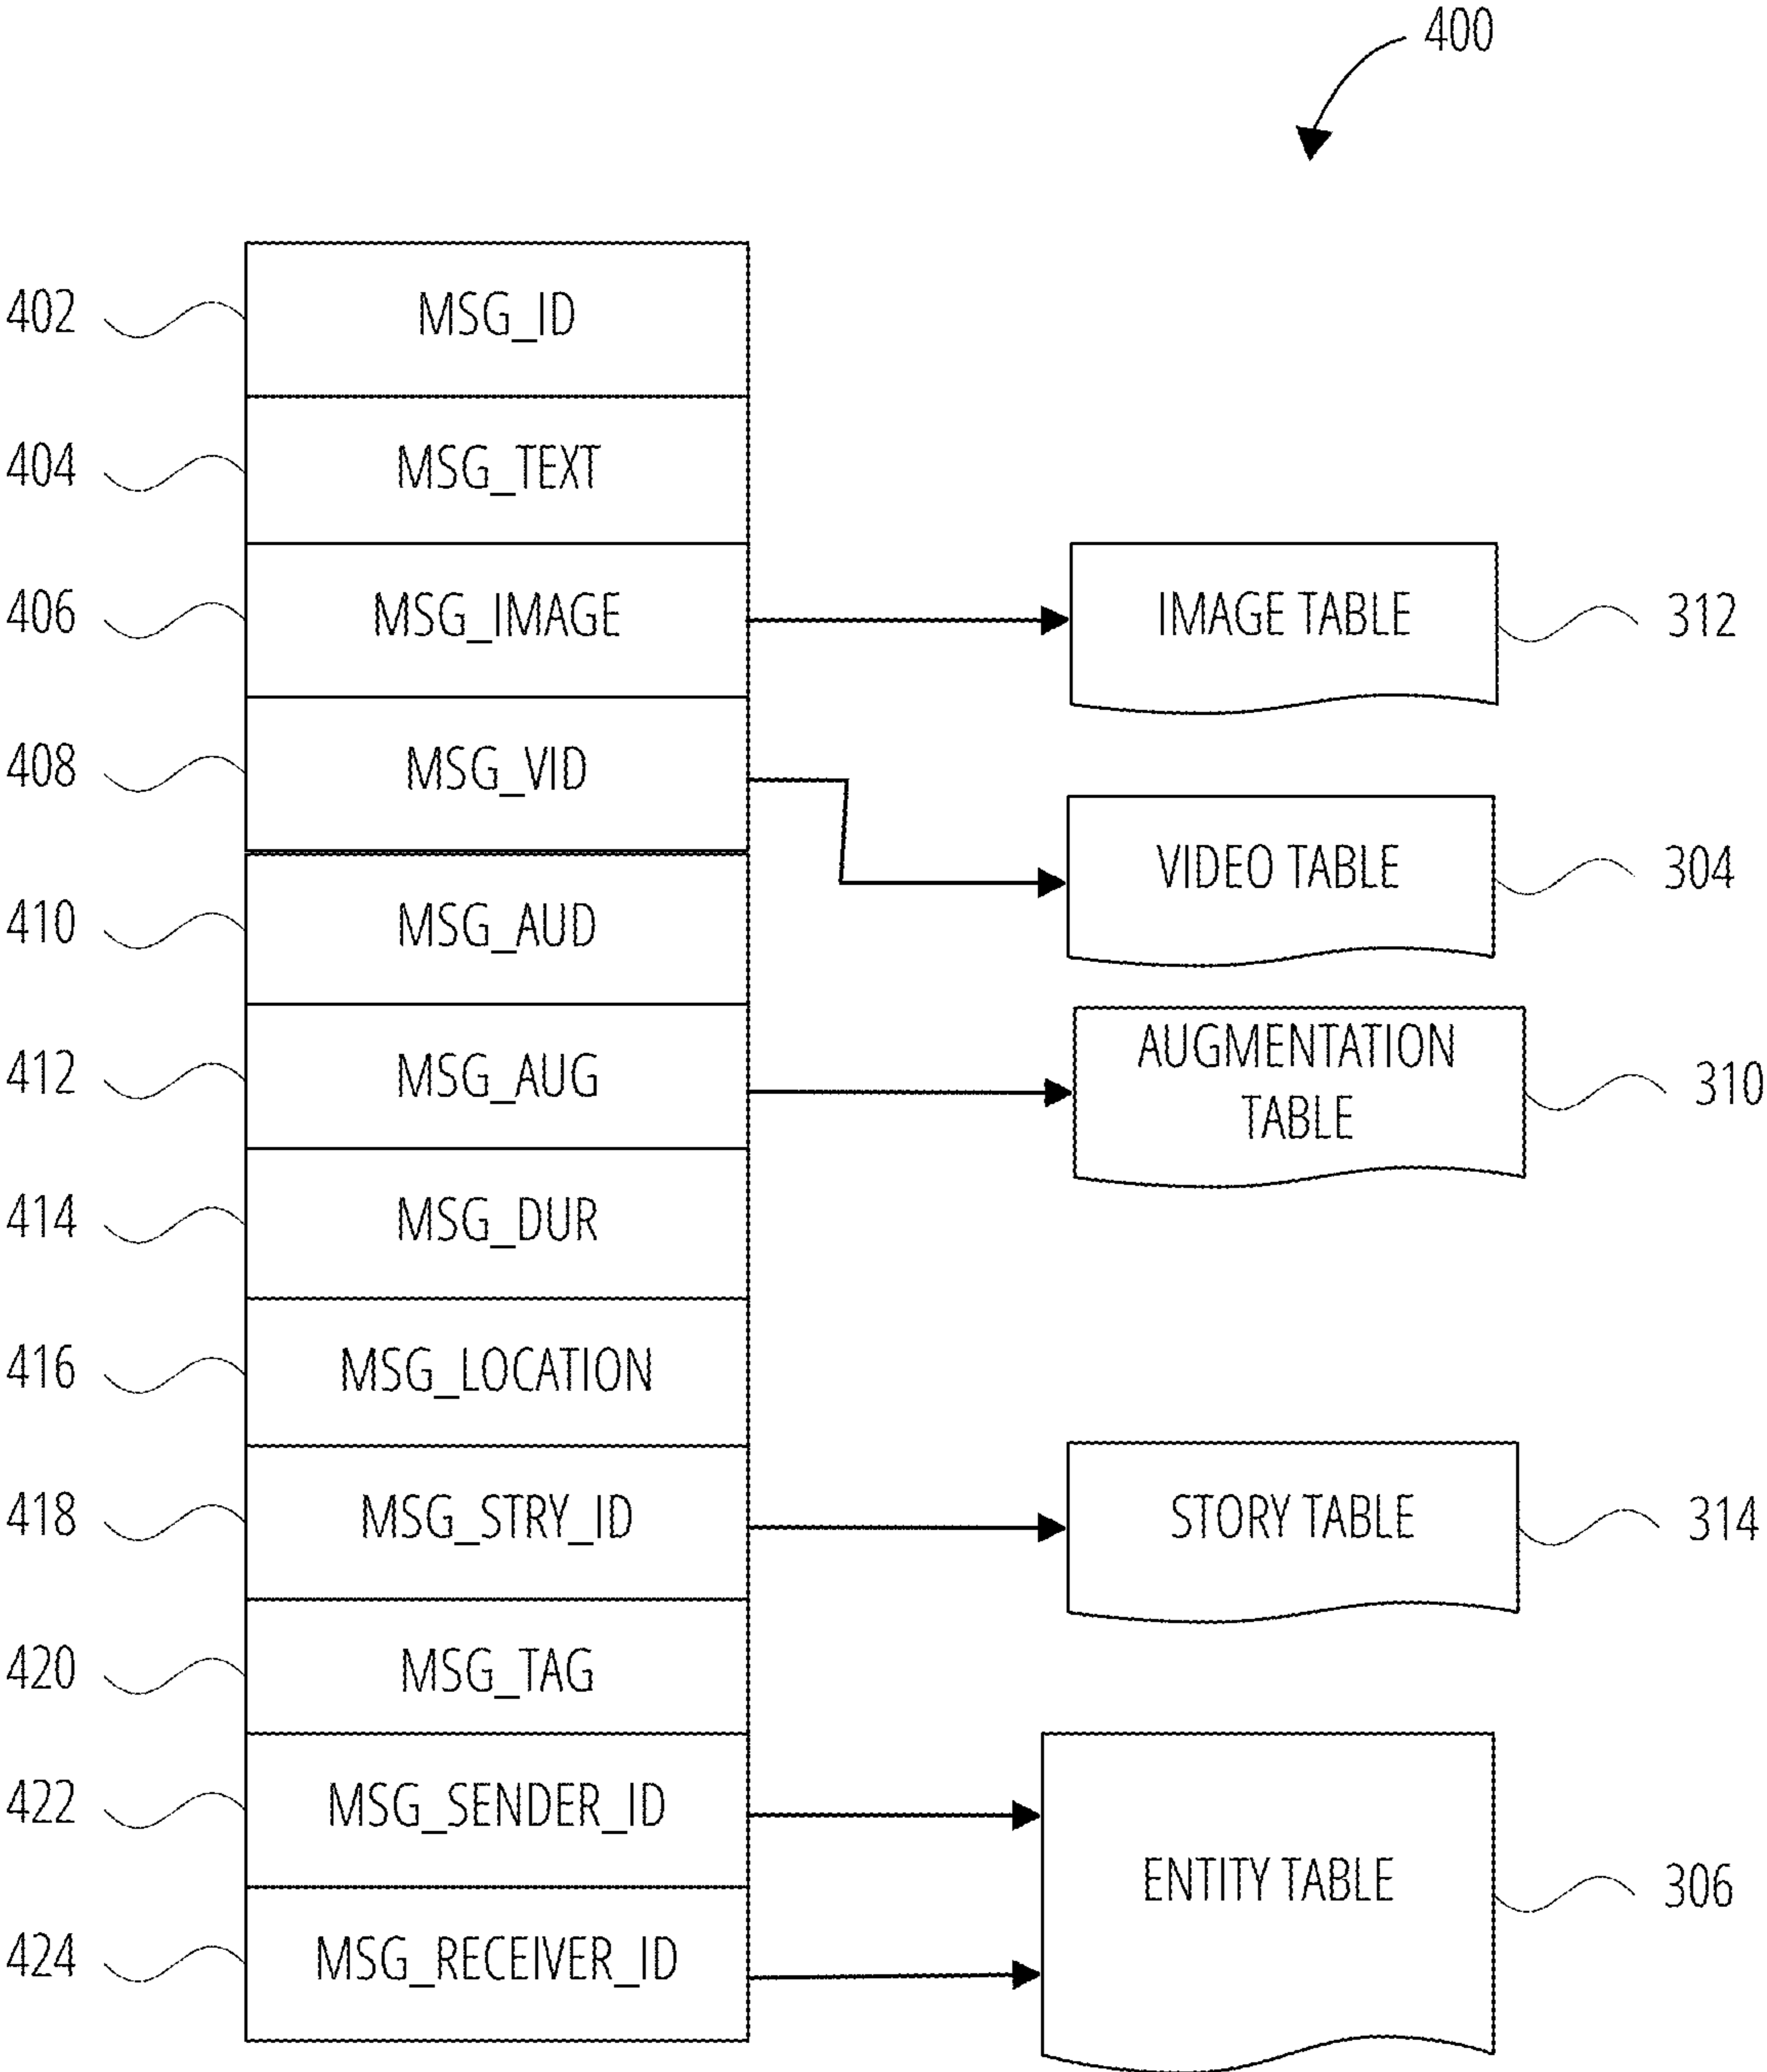 400
402
MSG_ID
404
MSG_TEXT
406
MSG_IMAGE
IMAGE TABLE
312
408
MSG_VID
VIDEO TABLE
304
410
MSG_AUD
412
MSG_AUG
AUGMENTATION
TABLE
310
414
MSG_DUR
416
MSG_LOCATION
418
MSG_STRY_ID
STORY TABLE
314
420
MSG_TAG
422
MSG_SENDER_ID
ENTITY TABLE
306
424
MSG_RECEIVER_ID